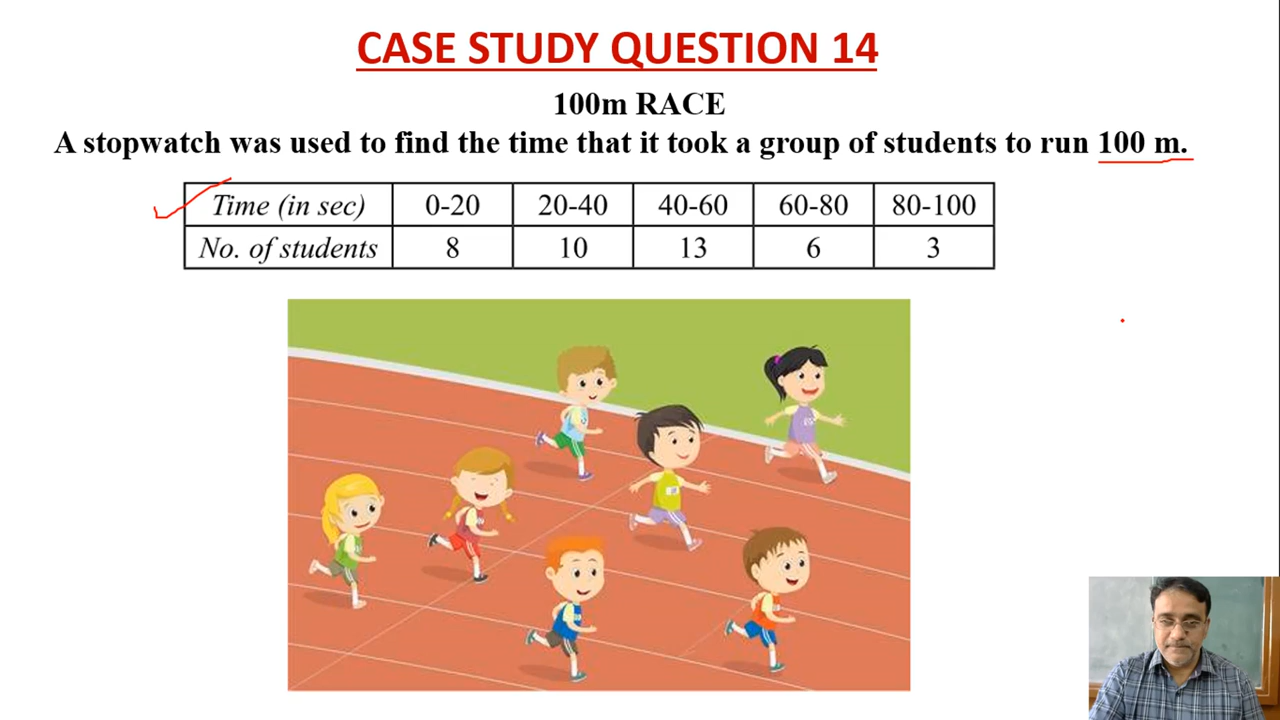 CASE STUDY QUESTION 14
100m RACE
A stopwatch was used to find the time that it took a group of students to run 100 m.
Time (in sec) 0-20 20-40 40-60 60-80 80-100
No. of students 8 10 13 6 3